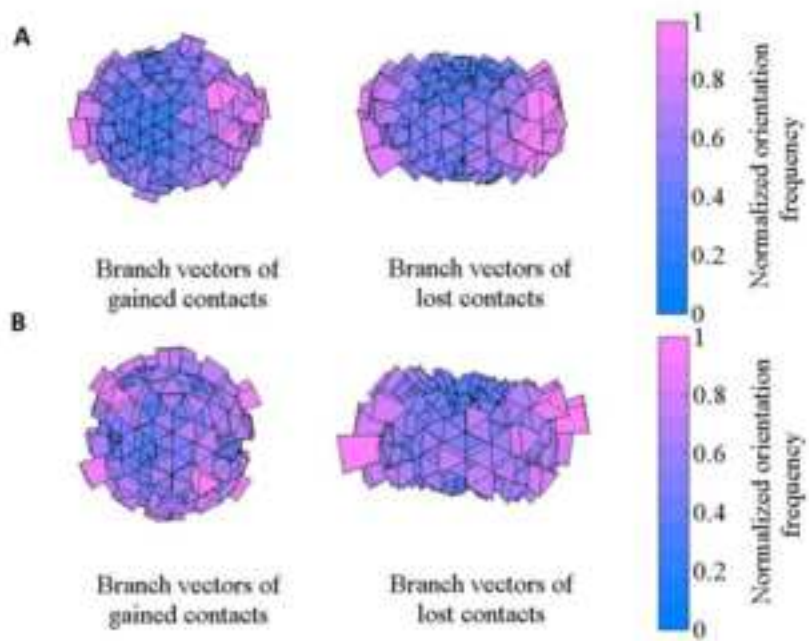 A
Branch vectors of
gained contacts
Branch vectors of
lost contacts
1
0.8
0.6
0.4
0.2
0
Normalized orientation
frequency
B
Branch vectors of
gained contacts
Branch vectors of
lost contacts
1
0.8
0.6
0.4
0.2
0
Normalized orientation
frequency